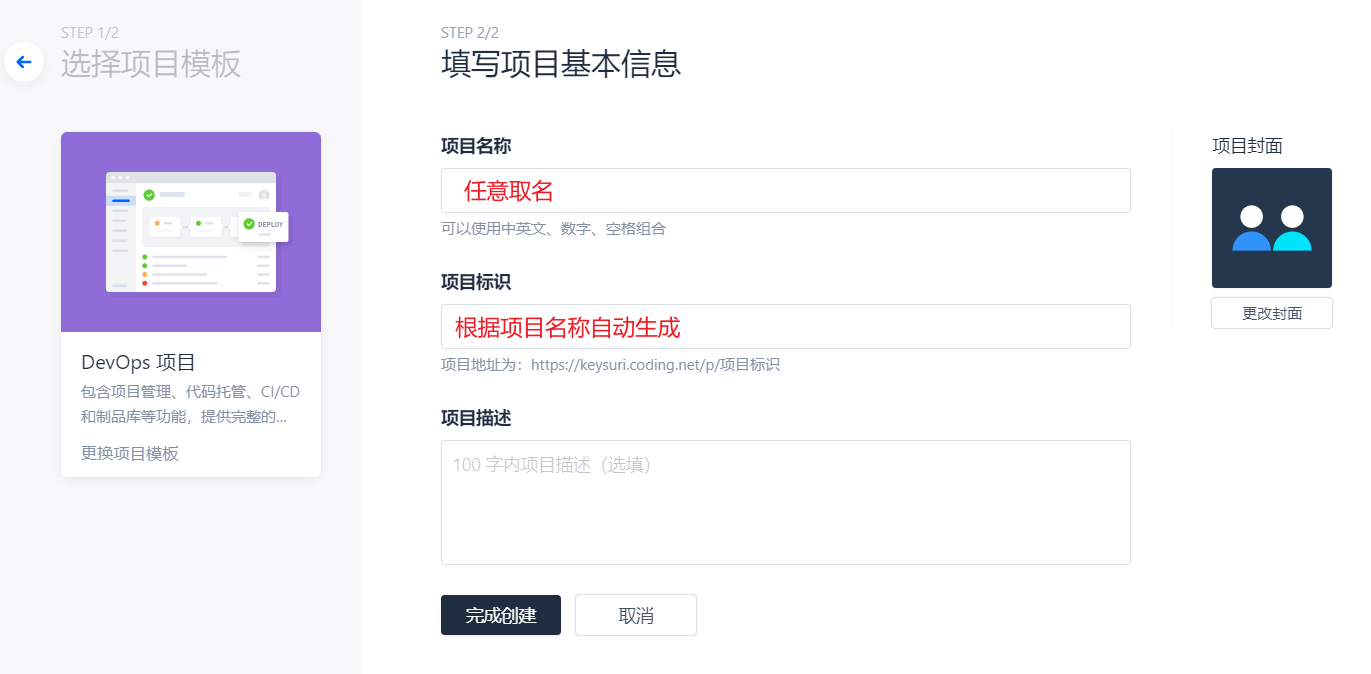 STEP 1/2
选择项目模板
DEPLOY
DevOps 项目
包含项目管理、代码托管、CI/CD
和制品库等功能，提供完整的...
更换项目模板
STEP 2/2
填写项目基本信息
项目名称
任意取名
可以使用中英文、数字、空格组合
项目标识
根据项目名称自动生成
项目地址为：https://keysuri.coding.net/p/项目标识
项目描述
100 字内项目描述（选填）
完成创建
取消
项目封面
更改封面